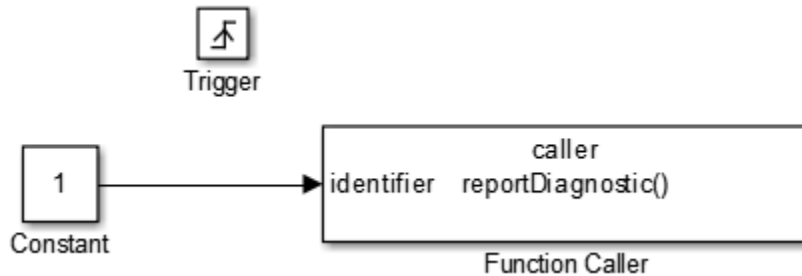 Trigger
caller
1
identifier reportDiagnostic()
Constant
Function Caller